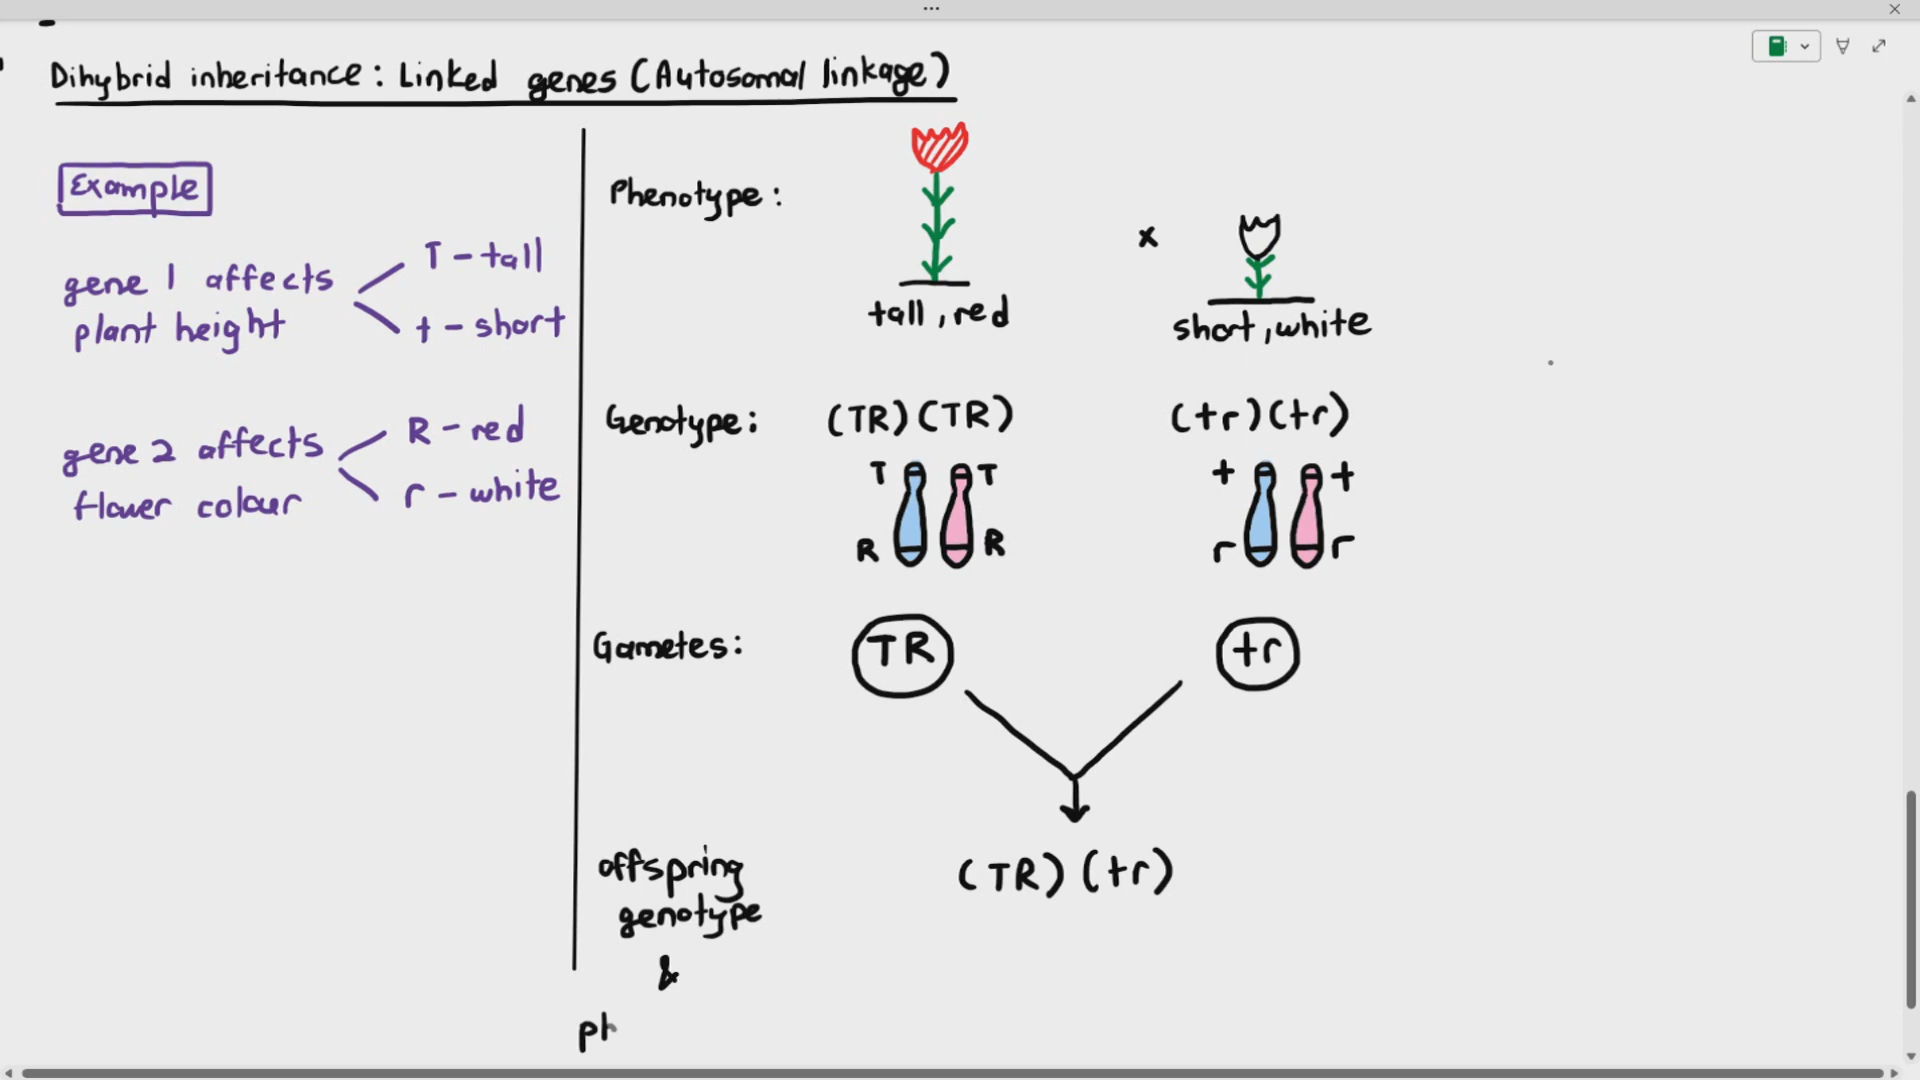 Dihybrid inheritance: Linked genes (Autosomal linkage)
Example
gene 1 affects
plant height
T - tall
t - short
gene 2 affects
flower colour
R - red
r - white
Phenotype:
x
tall, red
short, white
Genotype: (TR)(TR) (tr)(tr)
T T t t
R R r r
Gametes: TR tr
offspring
genotype
(TR)(tr)
&
ph